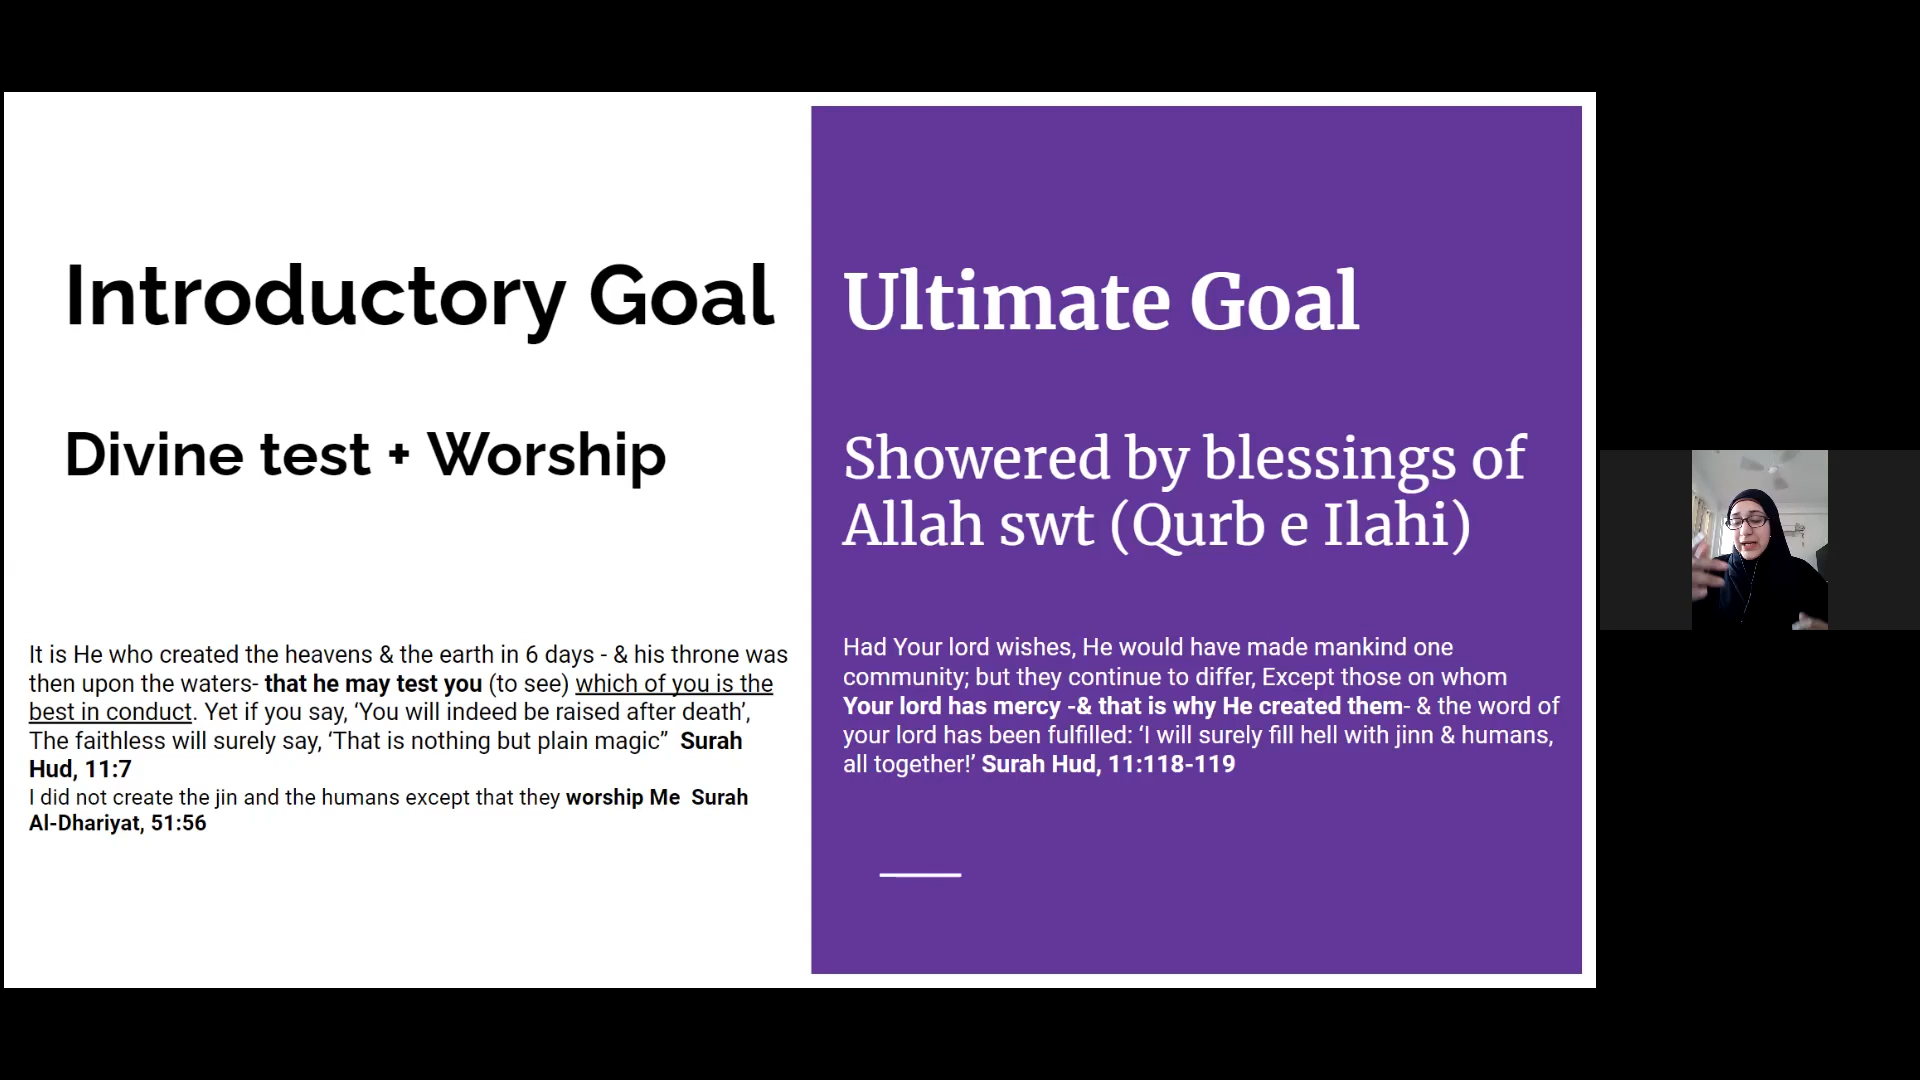 Introductory Goal
Divine test + Worship
It is He who created the heavens & the earth in 6 days - & his throne was
then upon the waters- that he may test you (to see) which of you is the
best in conduct. Yet if you say, ‘You will indeed be raised after death’,
The faithless will surely say, ‘That is nothing but plain magic”  Surah
Hud, 11:7
I did not create the jin and the humans except that they worship Me  Surah
Al-Dhariyat, 51:56
Ultimate Goal
Showered by blessings of
Allah swt (Qurb e Ilahi)
Had Your lord wishes, He would have made mankind one
community; but they continue to differ, Except those on whom
Your lord has mercy -& that is why He created them- & the word of
your lord has been fulfilled: ‘I will surely fill hell with jinn & humans,
all together!’ Surah Hud, 11:118-119